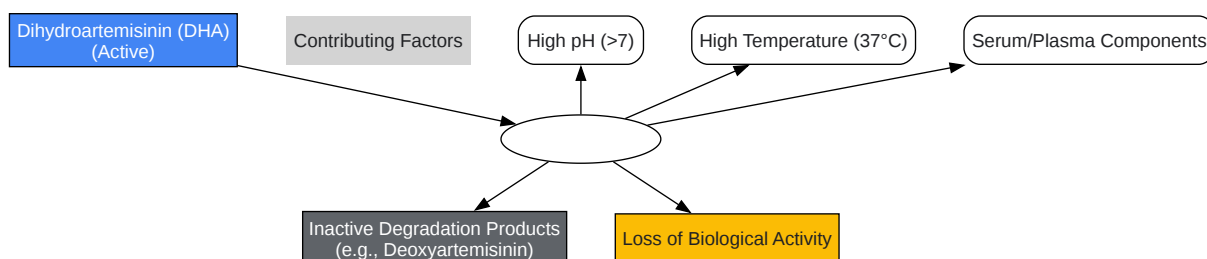 Dihydroartemisinin (DHA)
(Active)
Contributing Factors
High pH (>7)
High Temperature (37°C)
Serum/Plasma Components
Inactive Degradation Products
(e.g., Deoxyartemisinin)
Loss of Biological Activity